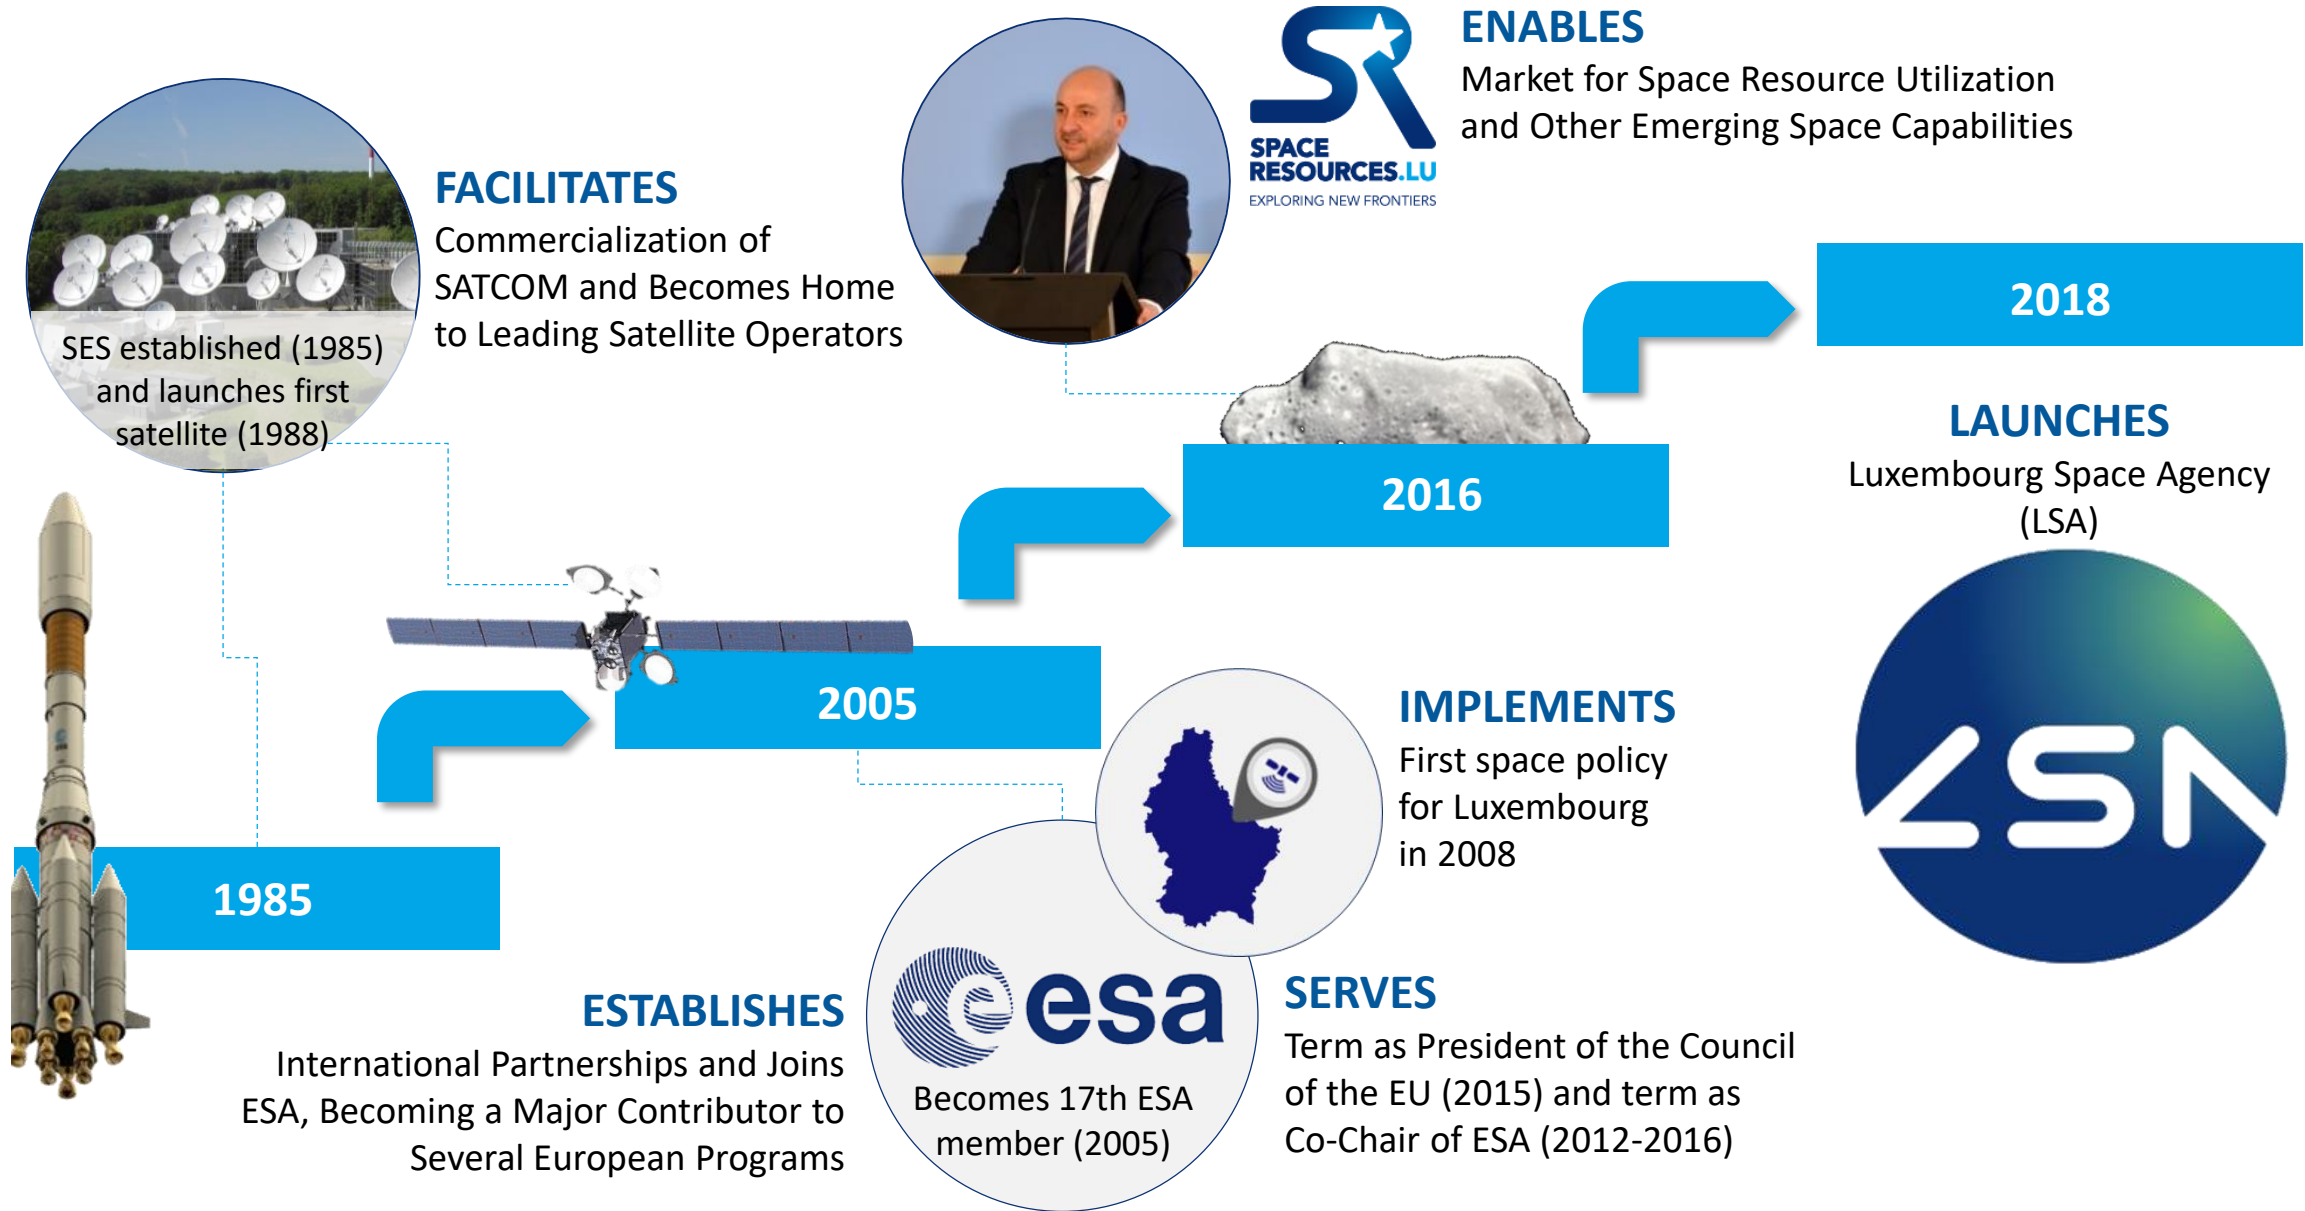 FACILITATES
Commercialization of
SATCOM and Becomes Home
to Leading Satellite Operators
SES established (1985)
and launches first
satellite (1988)
SR
SPACE
RESOURCES.LU
EXPLORING NEW FRONTIERS
ENABLES
Market for Space Resource Utilization
and Other Emerging Space Capabilities
2018
LAUNCHES
Luxembourg Space Agency
(LSA)
LSA
2016
2005
1985
IMPLEMENTS
First space policy
for Luxembourg
in 2008
ESTABLISHES
International Partnerships and Joins
ESA, Becoming a Major Contributor to
Several European Programs
esa
Becomes 17th ESA
member (2005)
SERVES
Term as President of the Council
of the EU (2015) and term as
Co-Chair of ESA (2012-2016)